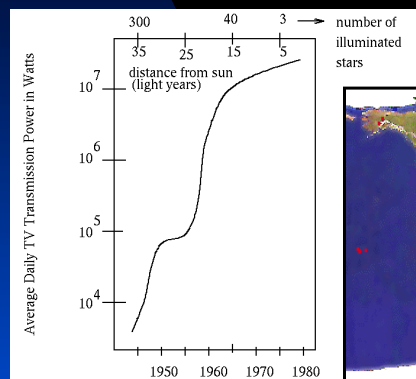 300 40 3 → number of
illuminated
stars
35 25 15 5
distance from sun
(light years)
Average Daily TV Transmission Power in Watts
10^7
10^6
10^5
10^4
1950 1960 1970 1980